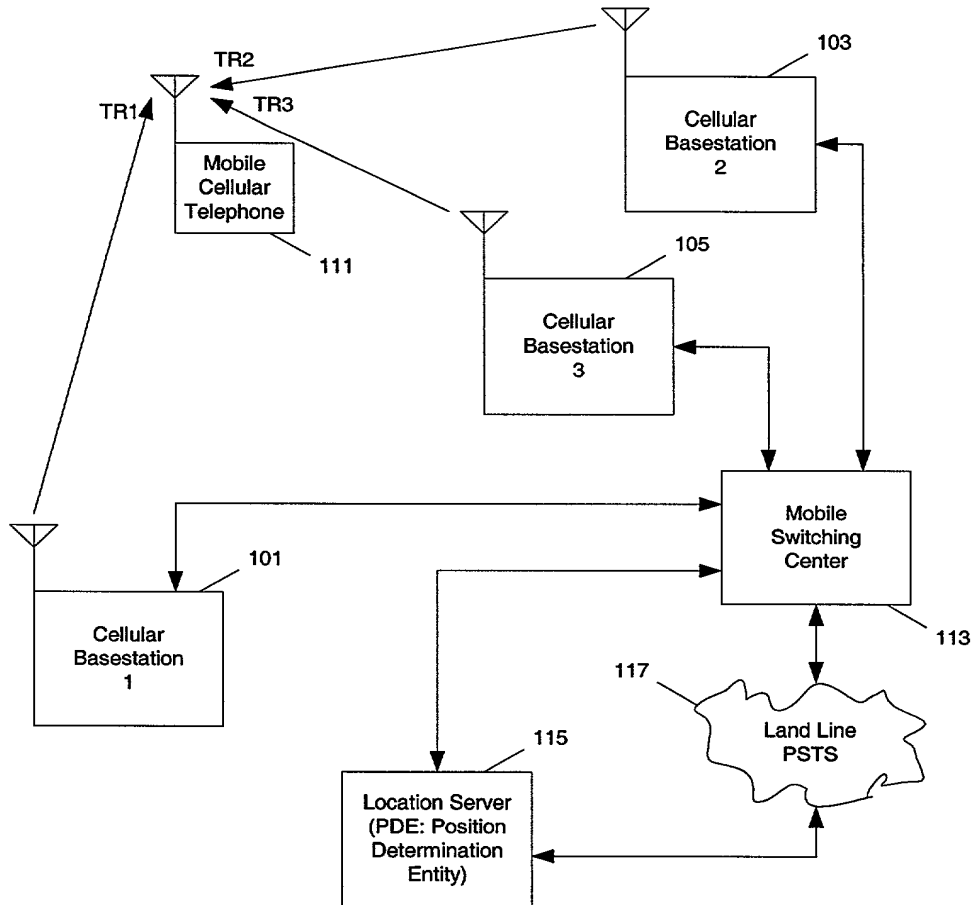 103
TR2
TR1
TR3
Cellular
Basestation
2
Mobile
Cellular
Telephone
111
105
Cellular
Basestation
3
Mobile
Switching
Center
101
113
Cellular
Basestation
1
117
Land Line
PSTS
115
Location Server
(PDE: Position
Determination
Entity)